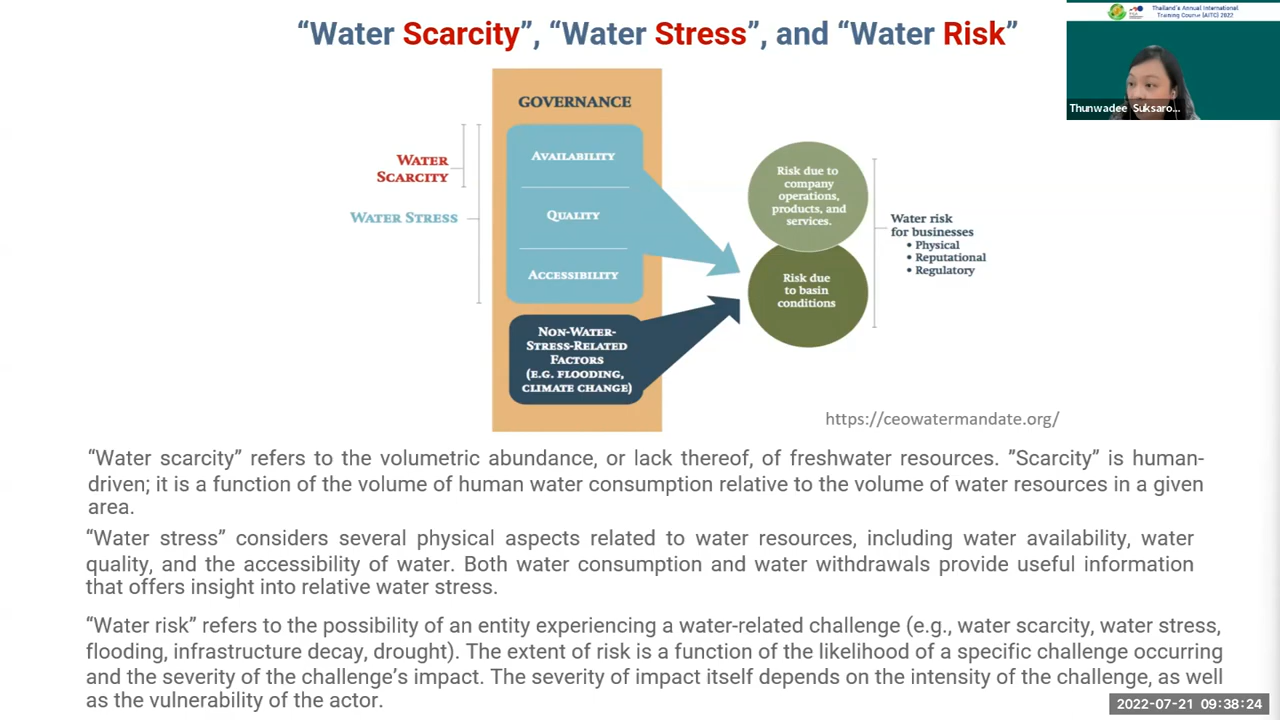 “Water Scarcity”, “Water Stress”, and “Water Risk”
Thailand's Annual International
Training Course (AITC) 2022
Thunwadee Suksaro...
GOVERNANCE
AVAILABILITY
QUALITY
ACCESSIBILITY
WATER
SCARCITY
WATER STRESS
NON-WATER-
STRESS-RELATED
FACTORS
(E.G. FLOODING,
CLIMATE CHANGE)
Risk due to
company
operations,
products, and
services.
Risk due
to basin
conditions
Water risk
for businesses
• Physical
• Reputational
• Regulatory
https://ceowatermandate.org/
“Water scarcity” refers to the volumetric abundance, or lack thereof, of freshwater resources. ”Scarcity” is human-
driven; it is a function of the volume of human water consumption relative to the volume of water resources in a given
area.
“Water stress” considers several physical aspects related to water resources, including water availability, water
quality, and the accessibility of water. Both water consumption and water withdrawals provide useful information
that offers insight into relative water stress.
“Water risk” refers to the possibility of an entity experiencing a water-related challenge (e.g., water scarcity, water stress,
flooding, infrastructure decay, drought). The extent of risk is a function of the likelihood of a specific challenge occurring
and the severity of the challenge’s impact. The severity of impact itself depends on the intensity of the challenge, as well
as the vulnerability of the actor.
2022-07-21 09:38:24